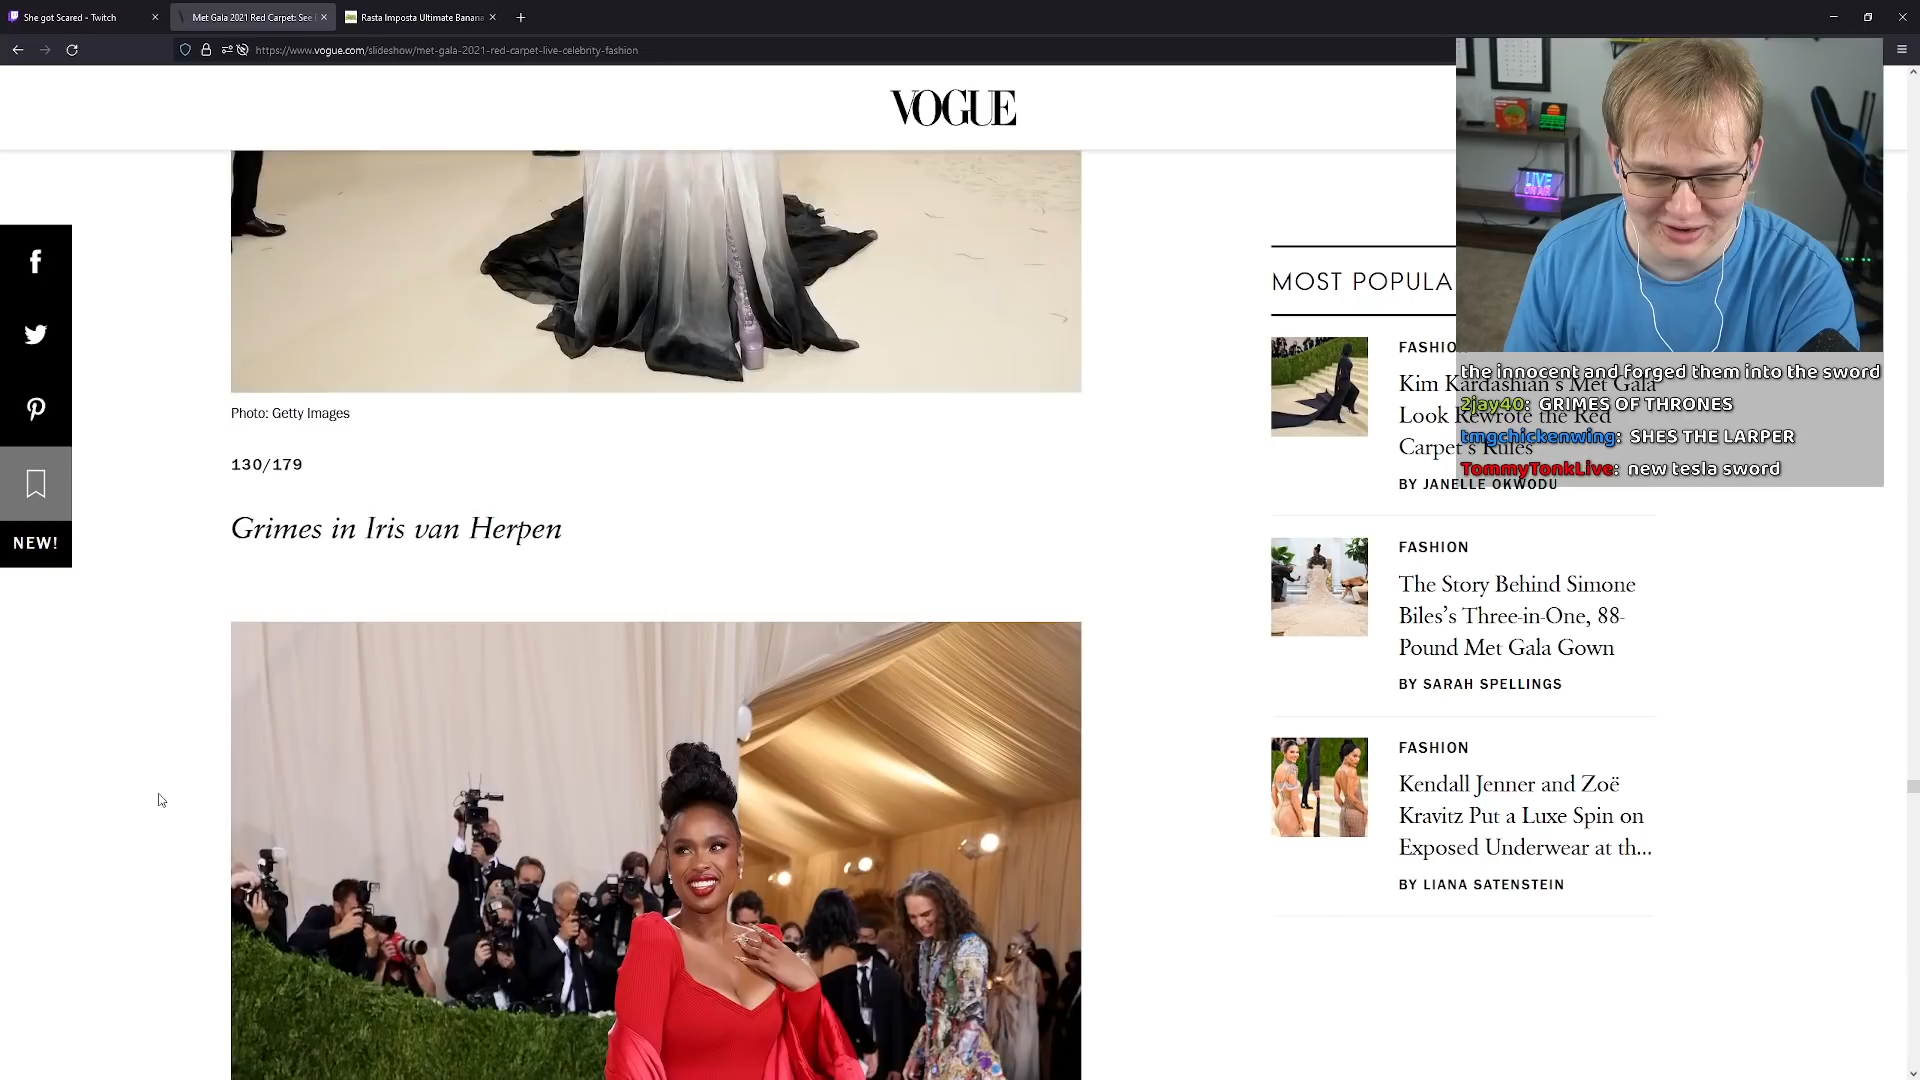 She got Scared - Twitch
Met Gala 2021 Red Carpet: See
Rasta Imposta Ultimate Banana
https://www.vogue.com/slideshow/met-gala-2021-red-carpet-live-celebrity-fashion
VOGUE
Photo: Getty Images
130/179
Grimes in Iris van Herpen
NEW!
MOST POPULA
FASHIO
Kim Kardashian's Met Gala
Look Rewrote the Red
Carpet's Rules
BY JANELLE OKWODU
FASHION
The Story Behind Simone
Biles's Three-in-One, 88-
Pound Met Gala Gown
BY SARAH SPELLINGS
FASHION
Kendall Jenner and Zoë
Kravitz Put a Luxe Spin on
Exposed Underwear at th...
BY LIANA SATENSTEIN
LIVE
ON AIR
the innocent and forged them into the sword
2jay40: GRIMES OF THRONES
tmgchickenwing: SHES THE LARPER
TommyTonkLive: new tesla sword